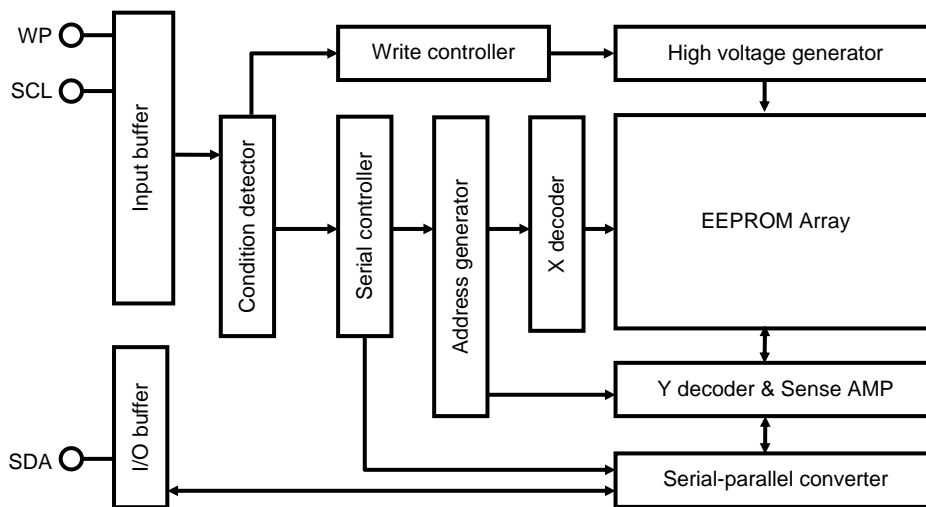 WP
Write controller
High voltage generator
SCL
Input buffer
Condition detector
Serial controller
Address generator
X decoder
EEPROM Array
Y decoder & Sense AMP
SDA
I/O buffer
Serial-parallel converter